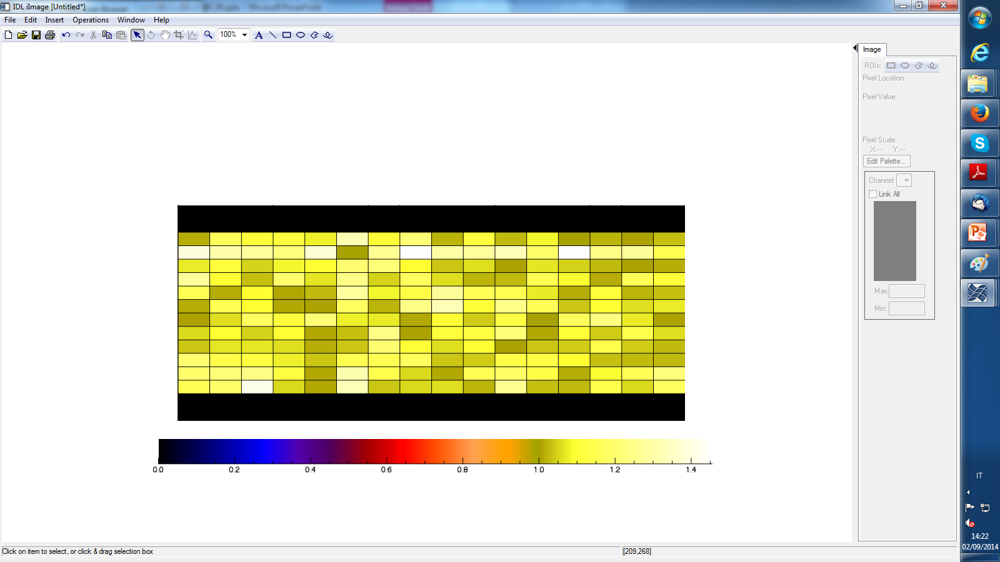 IDL iImage [Untitled*]
Microsoft PowerPoint
File Edit Insert Operations Window Help
100%
A
Image
ROIs:
Pixel Location:
Pixel Value:
Pixel Scale:
X:--- Y:---
Edit Palette...
Channel:
Link All
Max:
Min:
0.0 0.2 0.4 0.6 0.8 1.0 1.2 1.4
Click on item to select, or click & drag selection box
[209,268]
IT
14:22
02/09/2014